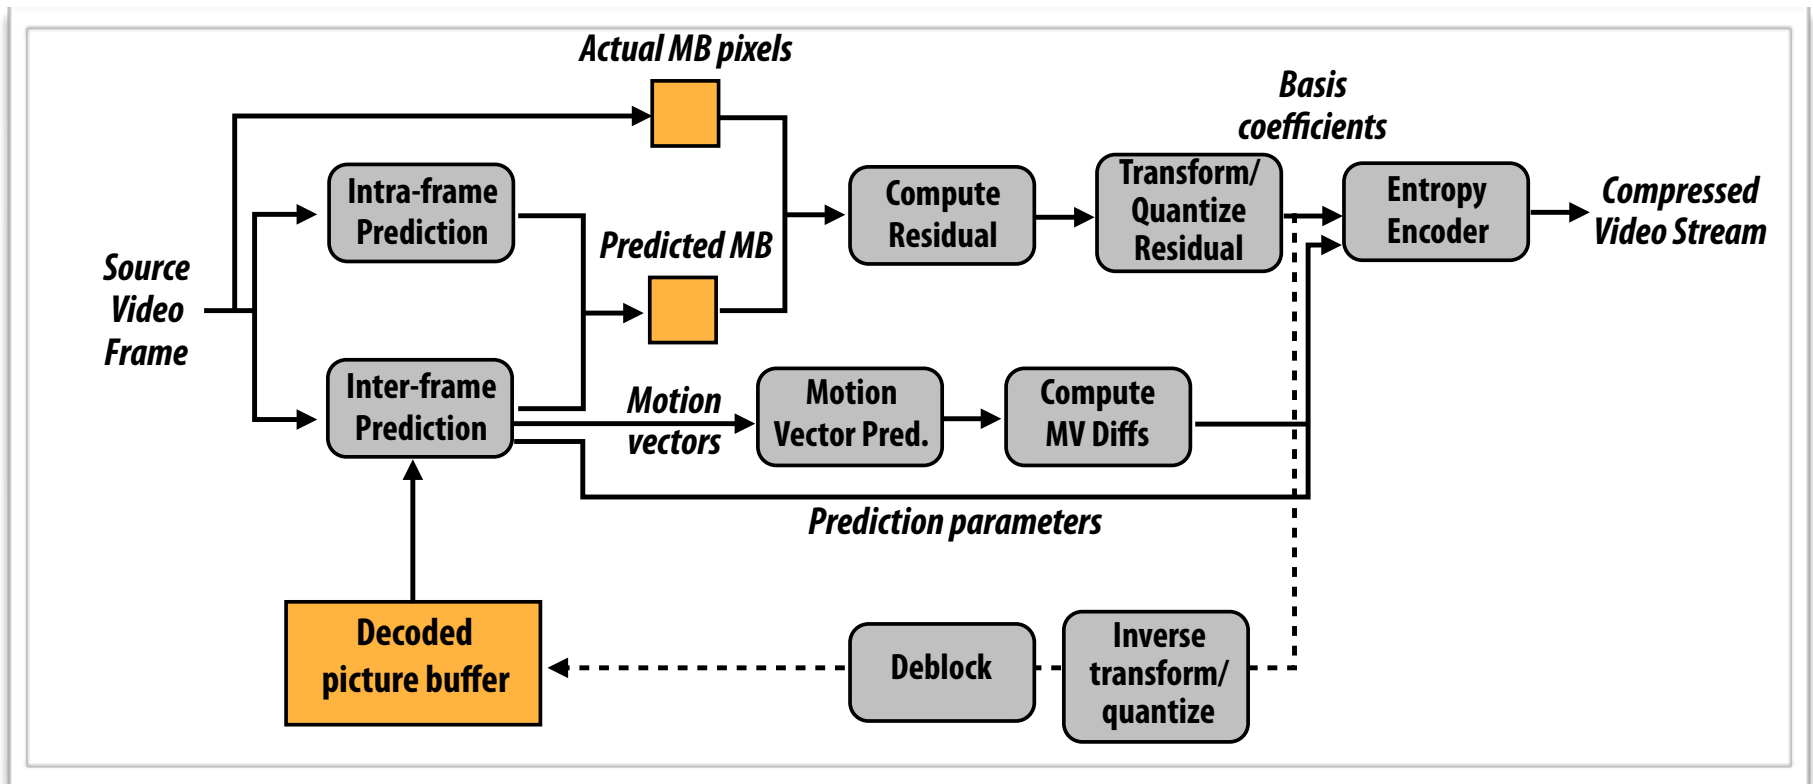 Actual MB pixels
Basis
coefficients
Intra-frame
Prediction
Compute
Residual
Transform/
Quantize
Residual
Entropy
Encoder
Compressed
Video Stream
Predicted MB
Source
Video
Frame
Inter-frame
Prediction
Motion
vectors
Motion
Vector Pred.
Compute
MV Diffs
Prediction parameters
Decoded
picture buffer
Deblock
Inverse
transform/
quantize